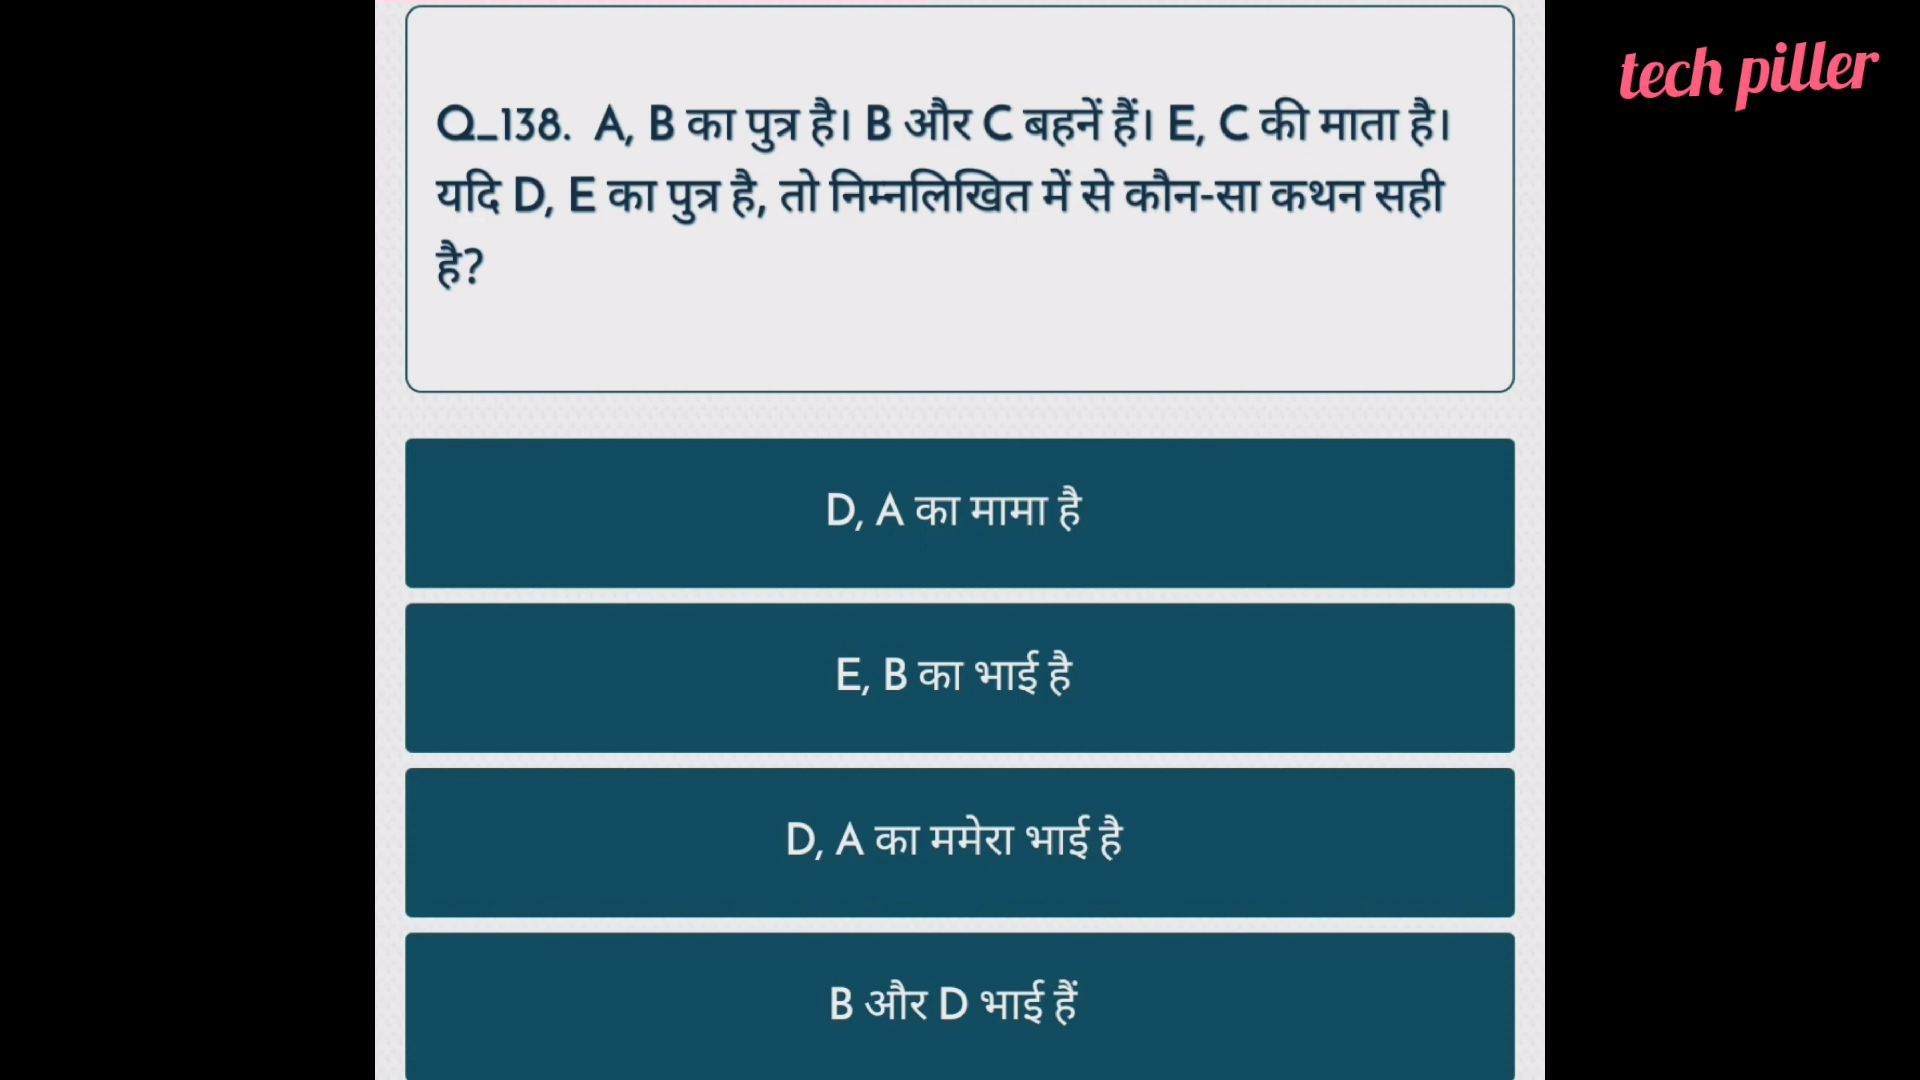 tech piller
Q_138. A, B का पुत्र है। B और C बहनें हैं। E, C की माता है।
यदि D, E का पुत्र है, तो निम्नलिखित में से कौन-सा कथन सही
है?
D, A का मामा है
E, B का भाई है
D, A का ममेरा भाई है
B और D भाई हैं